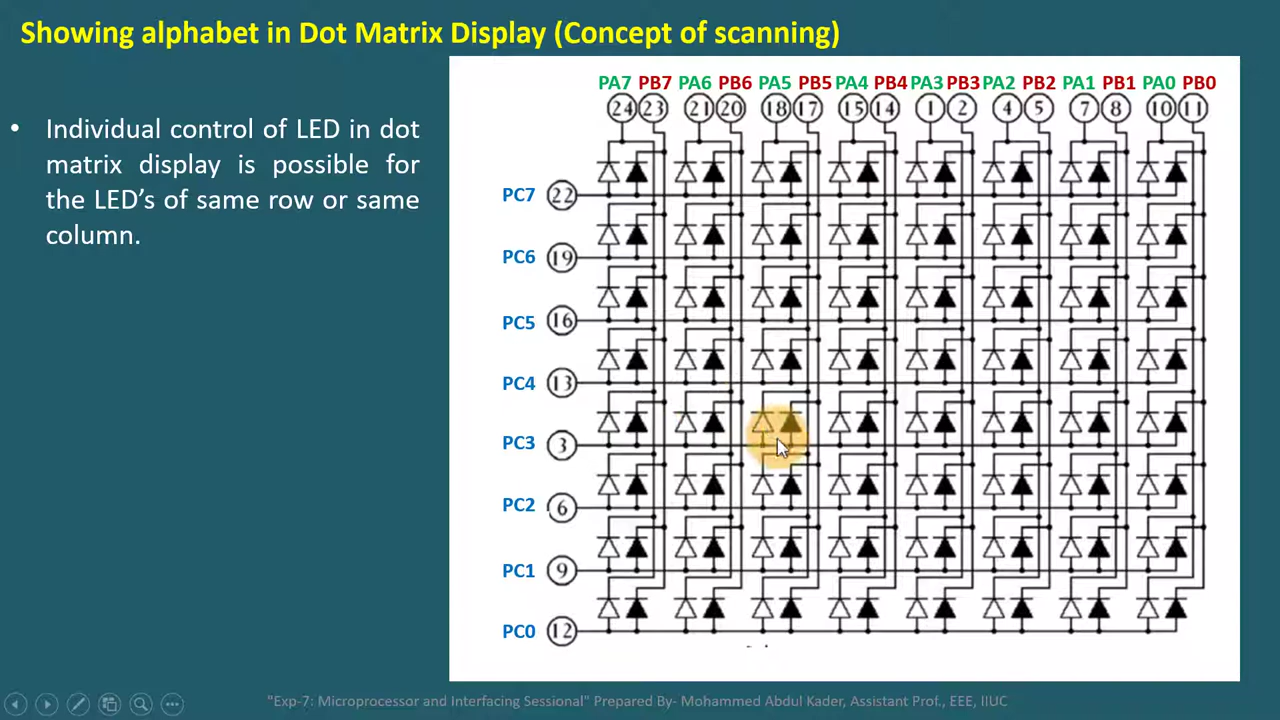 Showing alphabet in Dot Matrix Display (Concept of scanning)
• Individual control of LED in dot
matrix display is possible for
the LED's of same row or same
column.
PA7 PB7 PA6 PB6 PA5 PB5 PA4 PB4 PA3 PB3 PA2 PB2 PA1 PB1 PA0 PB0
24 23 21 20 18 17 15 14 1 2 4 5 7 8 10 11
PC7 22
PC6 19
PC5 16
PC4 13
PC3 3
PC2 6
PC1 9
PC0 12
"Exp-7: Microprocessor and Interfacing Sessional" Prepared By- Mohammed Abdul Kader, Assistant Prof., EEE, IIUC